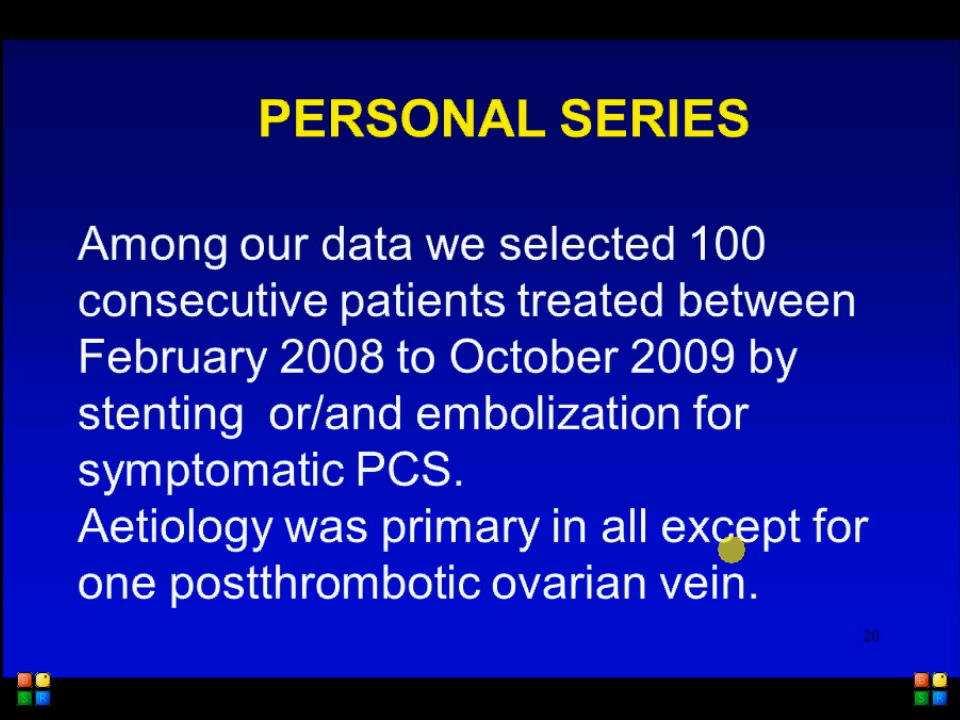 PERSONAL SERIES
Among our data we selected 100
consecutive patients treated between
February 2008 to October 2009 by
stenting or/and embolization for
symptomatic PCS.
Aetiology was primary in all except for
one postthrombotic ovarian vein.
20
E
S R
E
S R